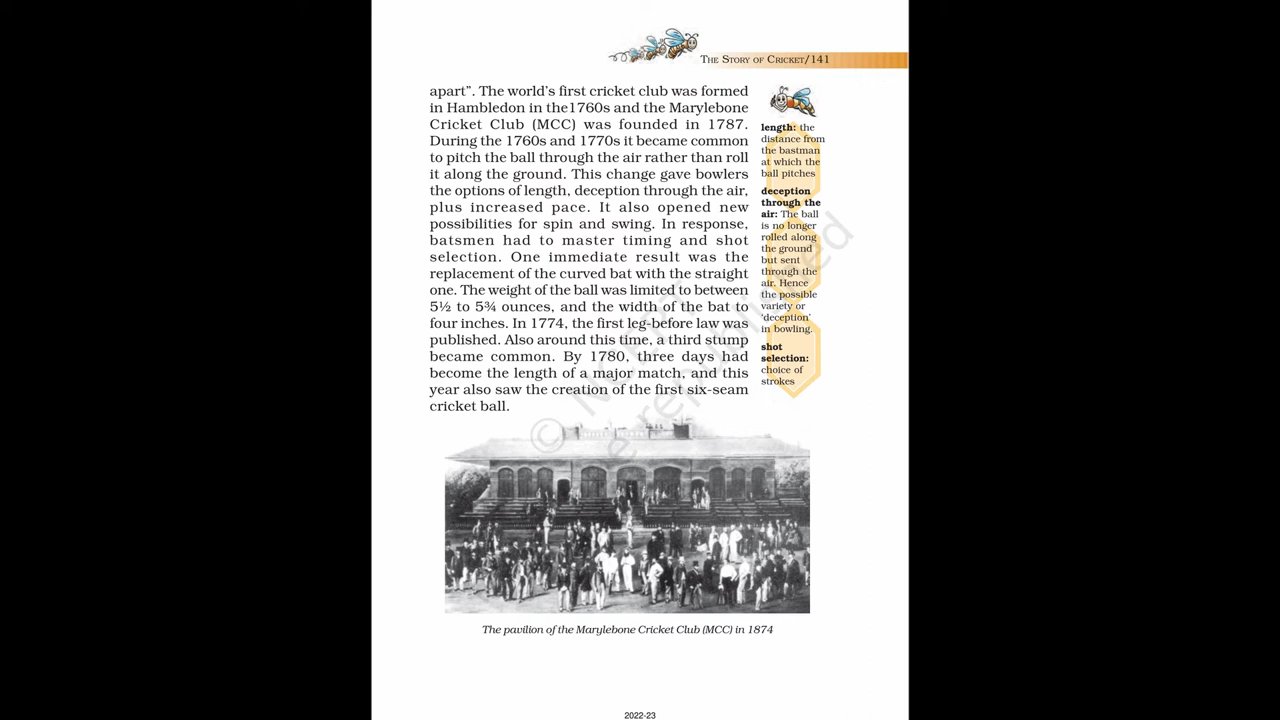 THE STORY OF CRICKET/141
apart”. The world’s first cricket club was formed
in Hambledon in the1760s and the Marylebone
Cricket Club (MCC) was founded in 1787.
During the 1760s and 1770s it became common
to pitch the ball through the air rather than roll
it along the ground. This change gave bowlers
the options of length, deception through the air,
plus increased pace. It also opened new
possibilities for spin and swing. In response,
batsmen had to master timing and shot
selection. One immediate result was the
replacement of the curved bat with the straight
one. The weight of the ball was limited to between
5½ to 5¾ ounces, and the width of the bat to
four inches. In 1774, the first leg-before law was
published. Also around this time, a third stump
became common. By 1780, three days had
become the length of a major match, and this
year also saw the creation of the first six-seam
cricket ball.
length: the
distance from
the bastman
at which the
ball pitches
deception
through the
air: The ball
is no longer
rolled along
the ground
but sent
through the
air. Hence
the possible
variety or
‘deception’
in bowling.
shot
selection:
choice of
strokes
© NCERT
republished
The pavilion of the Marylebone Cricket Club (MCC) in 1874
2022-23